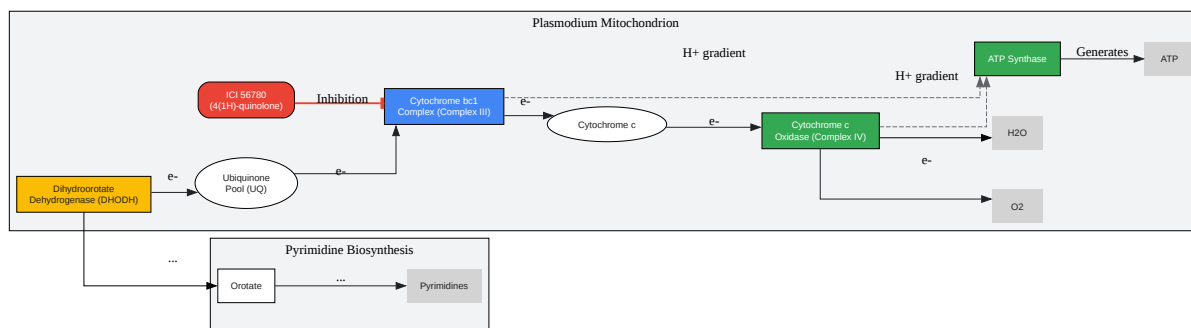 Plasmodium Mitochondrion
H+ gradient
ATP Synthase
Generates
ATP
H+ gradient
ICI 56780
(4(1H)-quinolone)
Inhibition
Cytochrome bc1
Complex (Complex III)
e-
Cytochrome c
e-
Cytochrome c
Oxidase (Complex IV)
H2O
e-
Dihydroorotate
Dehydrogenase (DHODH)
e-
Ubiquinone
Pool (UQ)
e-
O2
Pyrimidine Biosynthesis
...
Orotate
...
Pyrimidines